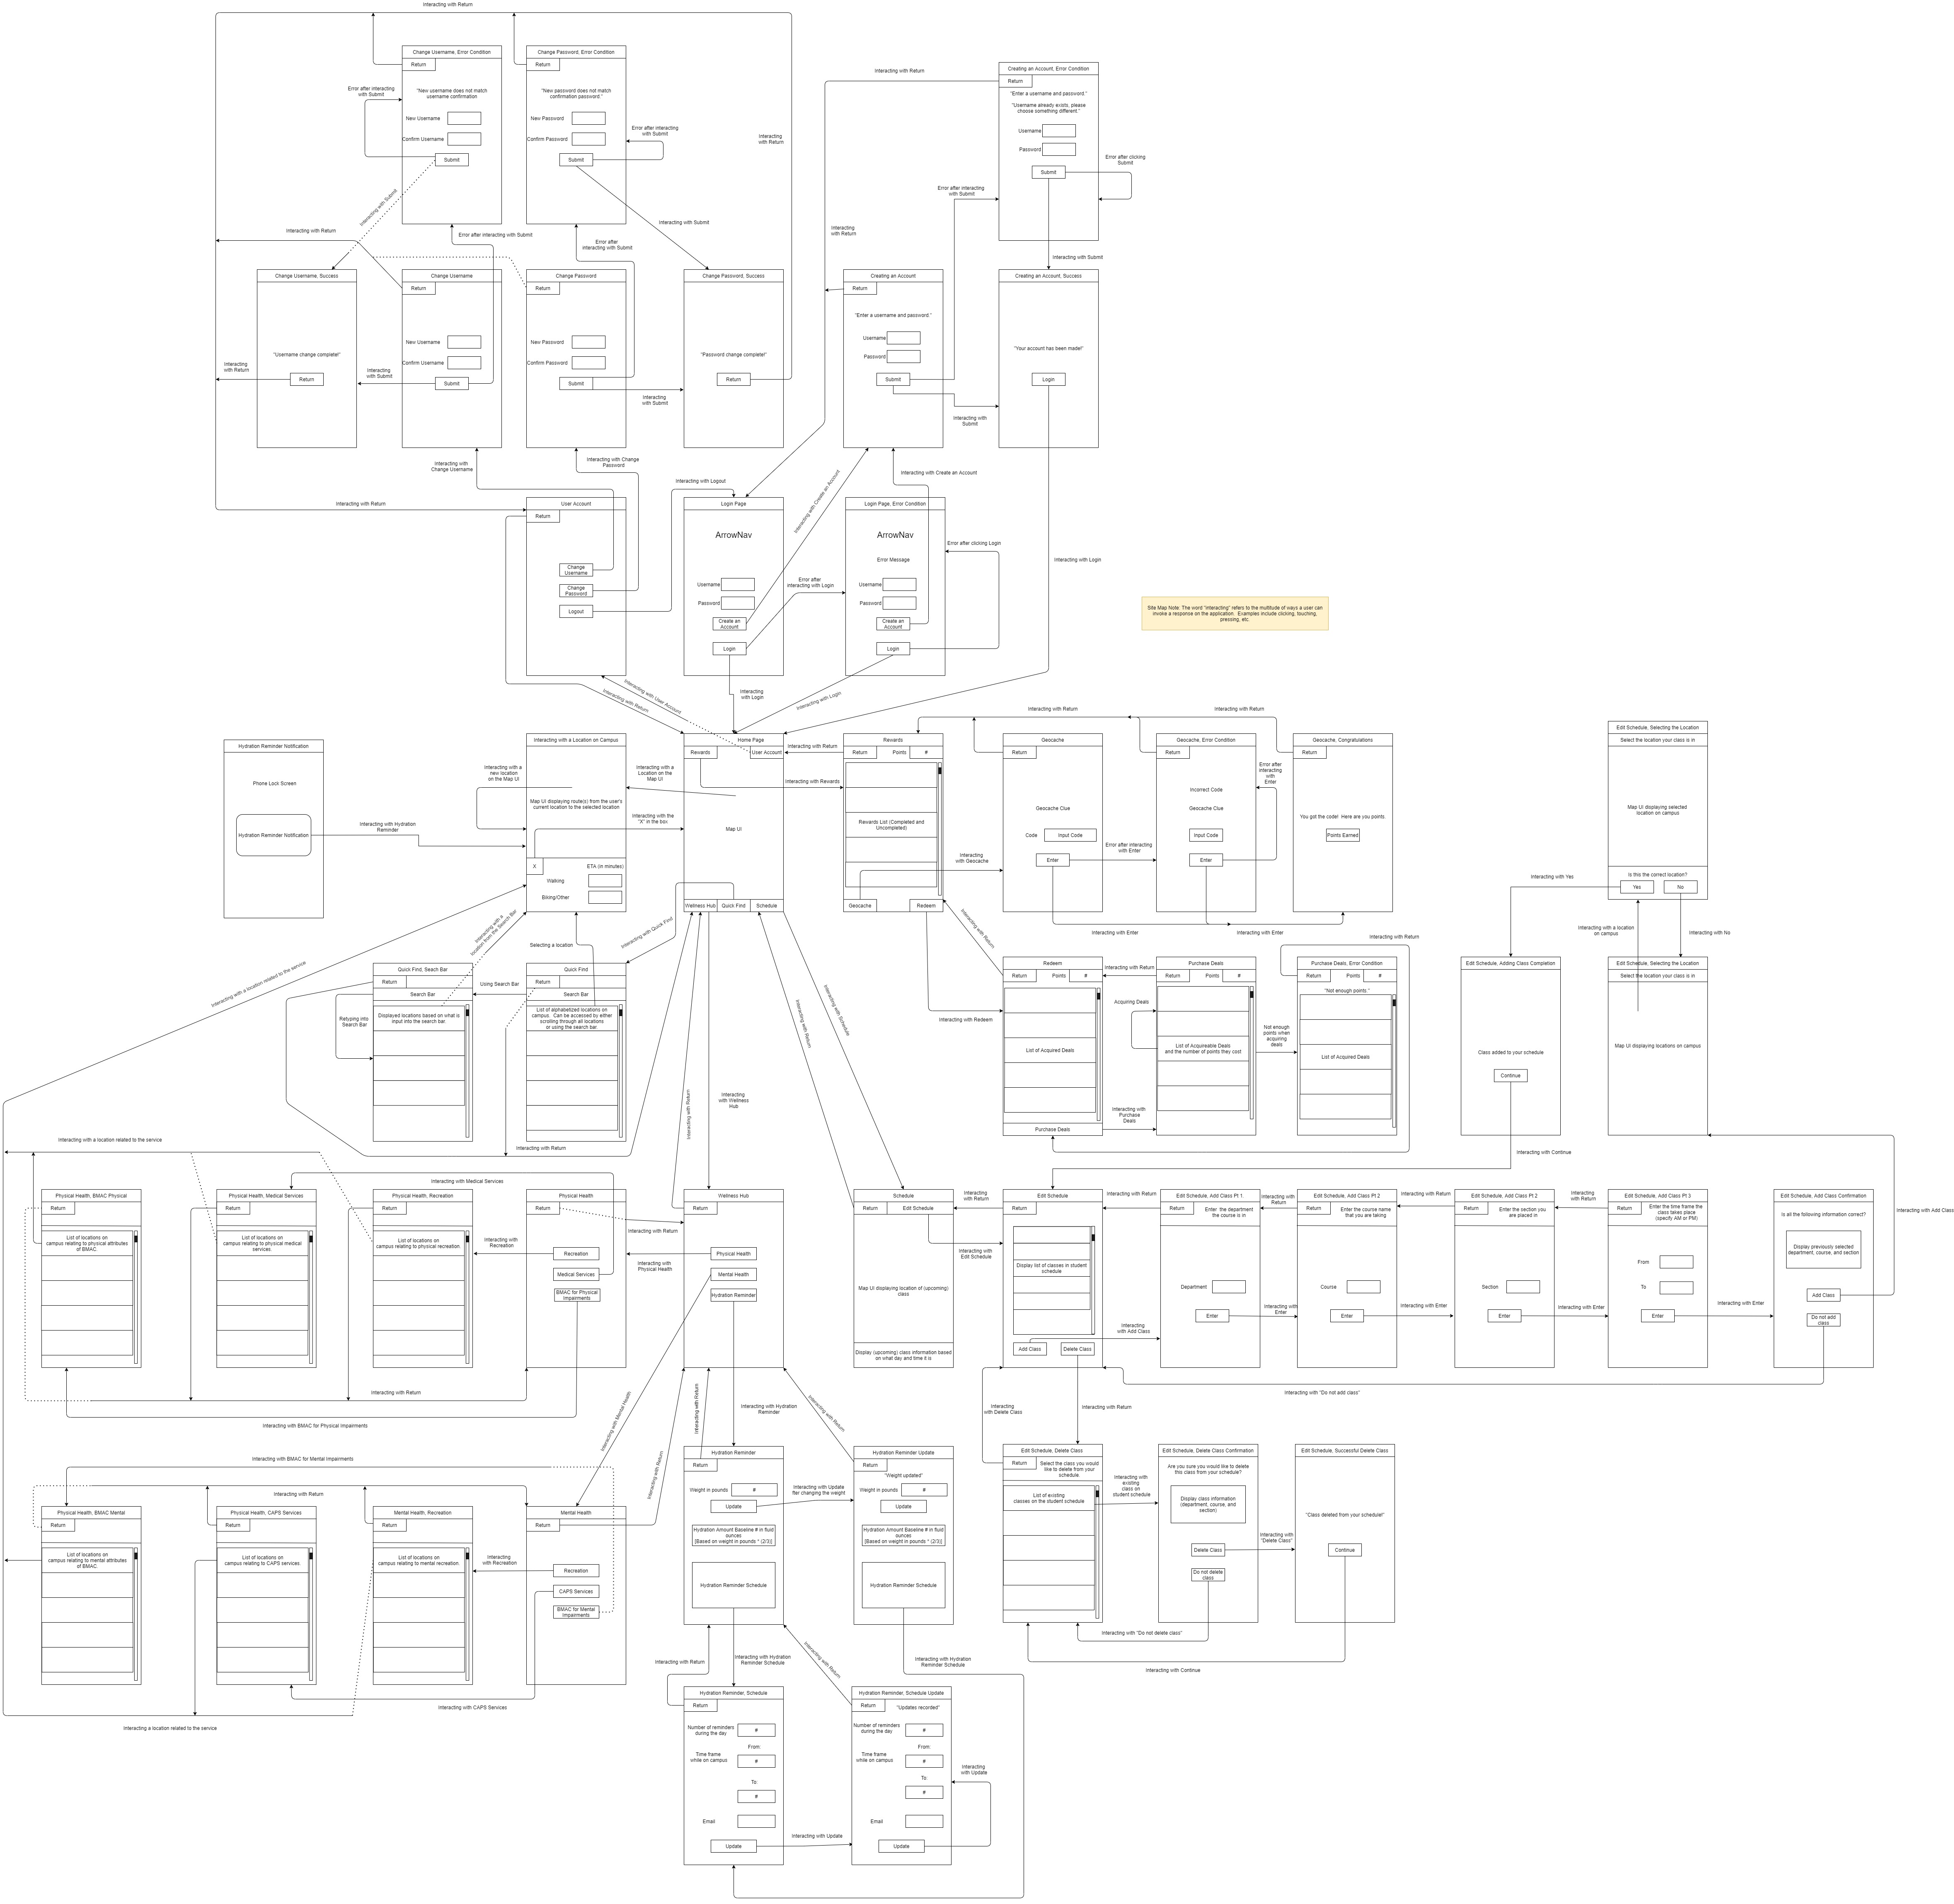 Interacting with Return
Change Username, Error Condition
Return
"New username does not match
username confirmation
New Username
Confirm Username
Submit
Error after interacting
with Submit
Change Password, Error Condition
Return
"New password does not match
confirmation password."
New Password
Confirm Password
Submit
Error after interacting
with Submit
Interacting
with Return
Interacting with Return
Creating an Account, Error Condition
Return
"Enter a username and password."
"Username already exists, please
choose something different."
Username
Password
Submit
Error after clicking
Submit
Error after interacting
with Submit
Interacting with Submit
Interacting with Submit
Interacting
with Return
Interacting with Return
Error after interacting with Submit
Error after
interacting with Submit
Interacting with Submit
Change Username, Success
"Username change complete!"
Return
Interacting
with Return
Change Username
Return
New Username
Confirm Username
Submit
Interacting
with Submit
Change Password
Return
New Password
Confirm Password
Submit
Interacting
with Submit
Change Password, Success
"Password change complete!"
Return
Creating an Account
Return
"Enter a username and password."
Username
Password
Submit
Interacting with
Submit
Creating an Account, Success
"Your account has been made!"
Login
Interacting with
Change Username
Interacting with Change
Password
Interacting with Logout
Interacting with Create an Account
Interacting with Create an Account
Interacting with Return
User Account
Return
Change
Username
Change
Password
Logout
Login Page
ArrowNav
Username
Password
Create an
Account
Login
Error after
interacting with Login
Login Page, Error Condition
ArrowNav
Error Message
Username
Password
Create an
Account
Login
Error after clicking Login
Interacting with Login
Site Map Note: The word "interacting" refers to the multitude of ways a user can
invoke a response on the application. Examples include clicking, touching,
pressing, etc.
Interacting with User Account
Interacting with Return
Interacting
with Login
Interacting with Login
Hydration Reminder Notification
Phone Lock Screen
Hydration Reminder Notification
Interacting with Hydration
Reminder
Interacting with a
new location
on the Map UI
Interacting with a Location on Campus
Map UI displaying route(s) from the user's
current location to the selected location
X
ETA (in minutes)
Walking
Biking/Other
Interacting with a
Location on the
Map UI
Interacting with the
"X" in the box
Home Page
Rewards
User Account
Map UI
Wellness Hub
Quick Find
Schedule
Interacting with Return
Interacting with Rewards
Rewards
Return
Points
#
Rewards List (Completed and
Uncompleted)
Geocache
Redeem
Interacting
with Geocache
Interacting with Return
Geocache
Return
Geocache Clue
Code
Input Code
Enter
Error after interacting
with Enter
Interacting with Enter
Interacting with Return
Geocache, Error Condition
Return
Incorrect Code
Geocache Clue
Input Code
Enter
Error after
interacting
with
Enter
Interacting with Enter
Geocache, Congratulations
Return
You got the code! Here are you points.
Points Earned
Edit Schedule, Selecting the Location
Select the location your class is in
Map UI displaying selected
location on campus
Is this the correct location?
Yes
No
Interacting with Yes
Interacting with a location
on campus
Interacting with No
Interacting with a location related to the service
Interacting with a
location from the Search Bar
Selecting a location
Interacting with Quick Find
Quick Find, Seach Bar
Return
Search Bar
Displayed locations based on what is
input into the search bar.
Retyping into
Search Bar
Using Search Bar
Quick Find
Return
Search Bar
List of alphabetized locations on
campus. Can be accessed by either
scrolling through all locations
or using the search bar.
Interacting with Return
Interacting with Return
Interacting
with Wellness
Hub
Interacting with Return
Interacting with Schedule
Interacting with Return
Interacting with Redeem
Redeem
Return
Points
#
List of Acquired Deals
Purchase Deals
Interacting with Return
Acquiring Deals
Interacting with
Purchase
Deals
Purchase Deals
Return
Points
#
List of Acquireable Deals
and the number of points they cost
Not enough
points when
acquiring
deals
Interacting with Return
Purchase Deals, Error Condition
Return
Points
#
"Not enough points."
List of Acquired Deals
Edit Schedule, Adding Class Completion
Class added to your schedule
Continue
Interacting with Continue
Edit Schedule, Selecting the Location
Select the location your class is in
Map UI displaying locations on campus
Interacting with a location related to the service
Interacting with Medical Services
Physical Health, BMAC Physical
Return
List of locations on
campus relating to physical attributes
of BMAC.
Physical Health, Medical Services
Return
List of locations on
campus relating to physical medical
services.
Physical Health, Recreation
Return
List of locations on
campus relating to physical recreation.
Interacting with
Recreation
Physical Health
Return
Recreation
Medical Services
BMAC for Physical
Impairments
Interacting with Return
Interacting with
Physical Health
Wellness Hub
Return
Physical Health
Mental Health
Hydration Reminder
Schedule
Return
Edit Schedule
Map UI displaying location of (upcoming)
class
Display (upcoming) class information based
on what day and time it is
Interacting
with Return
Interacting with
Edit Schedule
Edit Schedule
Return
Display list of classes in student
schedule
Add Class
Delete Class
Interacting with Return
Interacting
with Add Class
Edit Schedule, Add Class Pt 1.
Return
Enter the department
the course is in
Department
Enter
Interacting with
Return
Interacting with
Enter
Edit Schedule, Add Class Pt 2
Return
Enter the course name
that you are taking
Course
Enter
Interacting with Return
Interacting with Enter
Edit Schedule, Add Class Pt 2
Return
Enter the section you
are placed in
Section
Enter
Interacting
with Return
Interacting with Enter
Edit Schedule, Add Class Pt 3
Return
Enter the time frame the
class takes place
(specify AM or PM)
From
To
Enter
Interacting with Enter
Edit Schedule, Add Class Confirmation
Is all the following information correct?
Display previously selected
department, course, and section
Add Class
Do not add
class
Interacting with Add Class
Interacting with Return
Interacting with BMAC for Physical Impairments
Interacting with Mental Health
Interacting with Return
Interacting with Return
Interacting with Hydration
Reminder
Interacting with Return
Interacting
with Delete Class
Interacting with Return
Interacting with "Do not add class"
Interacting with BMAC for Mental Impairments
Interacting with Return
Physical Health, BMAC Mental
Return
List of locations on
campus relating to mental attributes
of BMAC.
Physical Health, CAPS Services
Return
List of locations on
campus relating to CAPS services.
Mental Health, Recreation
Return
List of locations on
campus relating to mental recreation.
Interacting
with Recreation
Mental Health
Return
Recreation
CAPS Services
BMAC for Mental
Impairments
Interacting with CAPS Services
Interacting a location related to the service
Hydration Reminder
Return
Weight in pounds
#
Update
Hydration Amount Baseline # in fluid
ounces
[Based on weight in pounds * (2/3)]
Hydration Reminder Schedule
Interacting with Update
fter changing the weight
Hydration Reminder Update
Return
"Weight updated"
Weight in pounds
#
Update
Hydration Amount Baseline # in fluid
ounces
[Based on weight in pounds * (2/3)]
Hydration Reminder Schedule
Edit Schedule, Delete Class
Return
Select the class you would
like to delete from your
schedule.
List of existing
classes on the student schedule
Interacting with
existing
class on
student schedule
Edit Schedule, Delete Class Confirmation
Are you sure you would like to delete
this class from your schedule?
Display class information
(department, course, and
section)
Delete Class
Do not delete
class
Interacting with
"Delete Class"
Edit Schedule, Successful Delete Class
"Class deleted from your schedule!"
Continue
Interacting with "Do not delete class"
Interacting with Continue
Interacting with Return
Interacting with Hydration
Reminder Schedule
Interacting with Return
Interacting with Hydration
Reminder Schedule
Hydration Reminder, Schedule
Return
Number of reminders
during the day
#
Time frame
while on campus
From:
#
To:
#
Email
Update
Interacting with Update
Hydration Reminder, Schedule Update
Return
"Updates recorded"
Number of reminders
during the day
#
Time frame
while on campus
From:
#
To:
#
Email
Update
Interacting
with Update